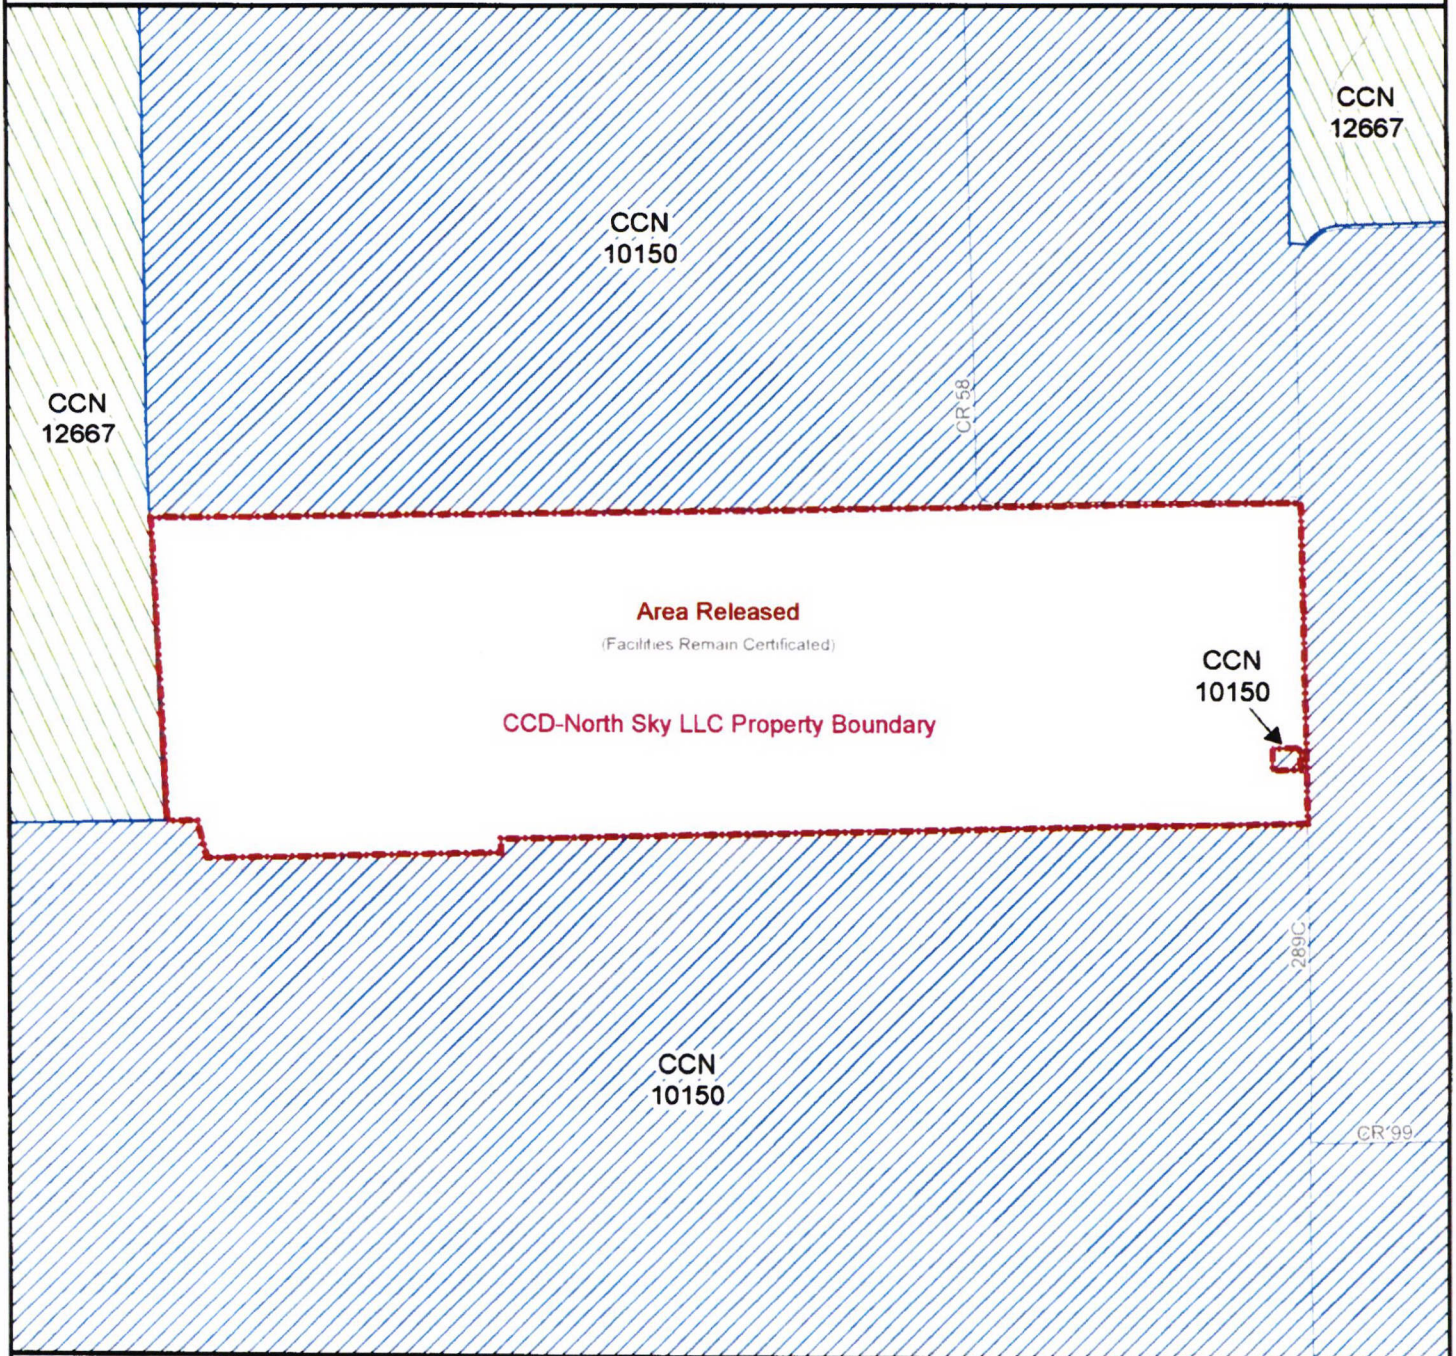 CCN
12667
CCN
10150
CCN
12667
CR 58
Area Released
(Facilities Remain Certificated)
CCN
10150
CCD-North Sky LLC Property Boundary
289C
CCN
10150
CR 99